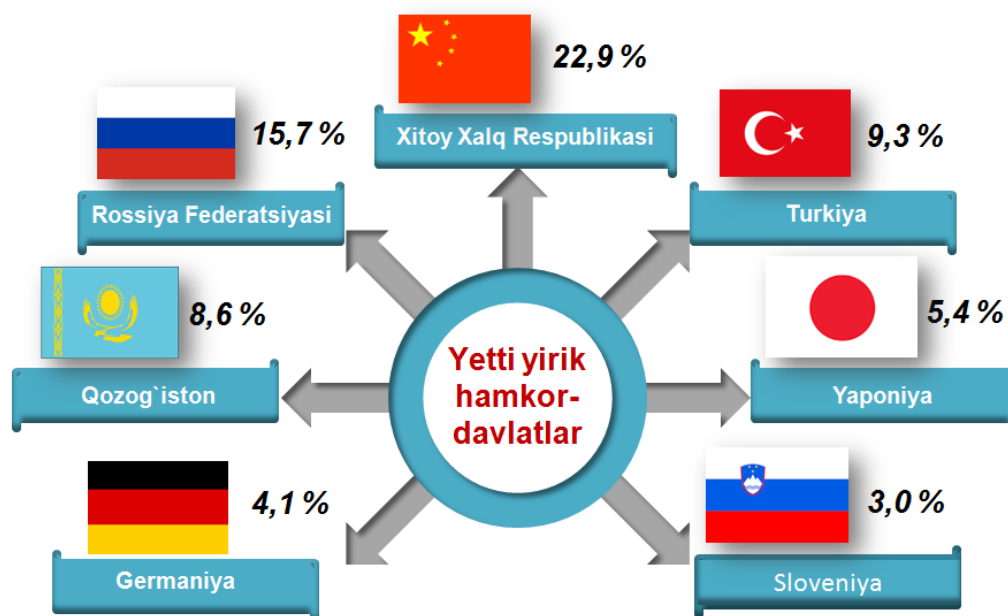 22,9 %
Xitoy Xalq Respublikasi
15,7 %
Rossiya Federatsiyasi
9,3 %
Turkiya
8,6 %
Qozog`iston
5,4 %
Yaponiya
Yetti yirik
hamkor-
davlatlar
4,1 %
Germaniya
3,0 %
Sloveniya